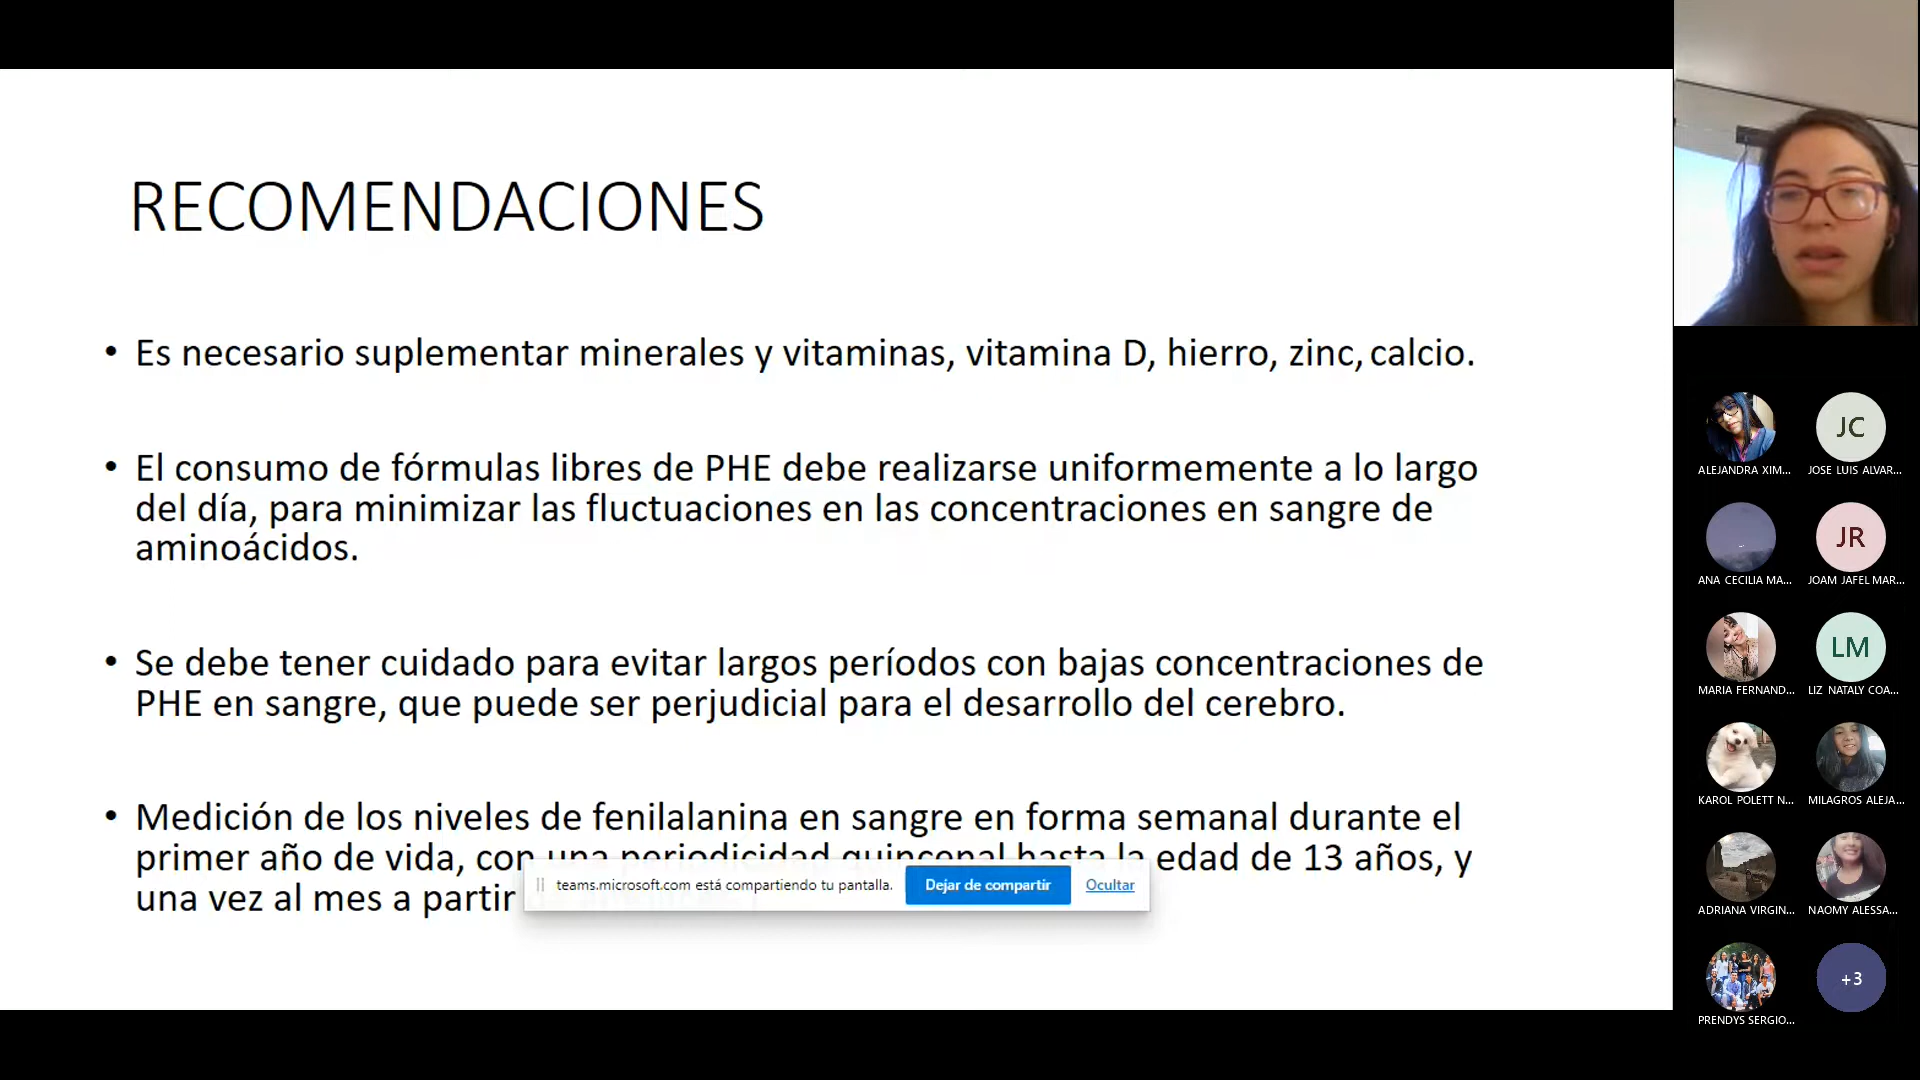 RECOMENDACIONES
• Es necesario suplementar minerales y vitaminas, vitamina D, hierro, zinc, calcio.
• El consumo de fórmulas libres de PHE debe realizarse uniformemente a lo largo
del día, para minimizar las fluctuaciones en las concentraciones en sangre de
aminoácidos.
• Se debe tener cuidado para evitar largos períodos con bajas concentraciones de
PHE en sangre, que puede ser perjudicial para el desarrollo del cerebro.
• Medición de los niveles de fenilalanina en sangre en forma semanal durante el
primer año de vida, con una periodicidad quincenal hasta la edad de 13 años, y
una vez al mes a partir
teams.microsoft.com está compartiendo tu pantalla.
Dejar de compartir
Ocultar
ALEJANDRA XIM...
JC
JOSE LUIS ALVAR...
ANA CECILIA MA...
JR
JOAM JAFEL MAR...
MARIA FERNAND...
LM
LIZ NATALY COA...
KAROL POLETT N...
MILAGROS ALEJA...
ADRIANA VIRGIN...
NAOMY ALESSA...
PRENDYS SERGIO...
+3